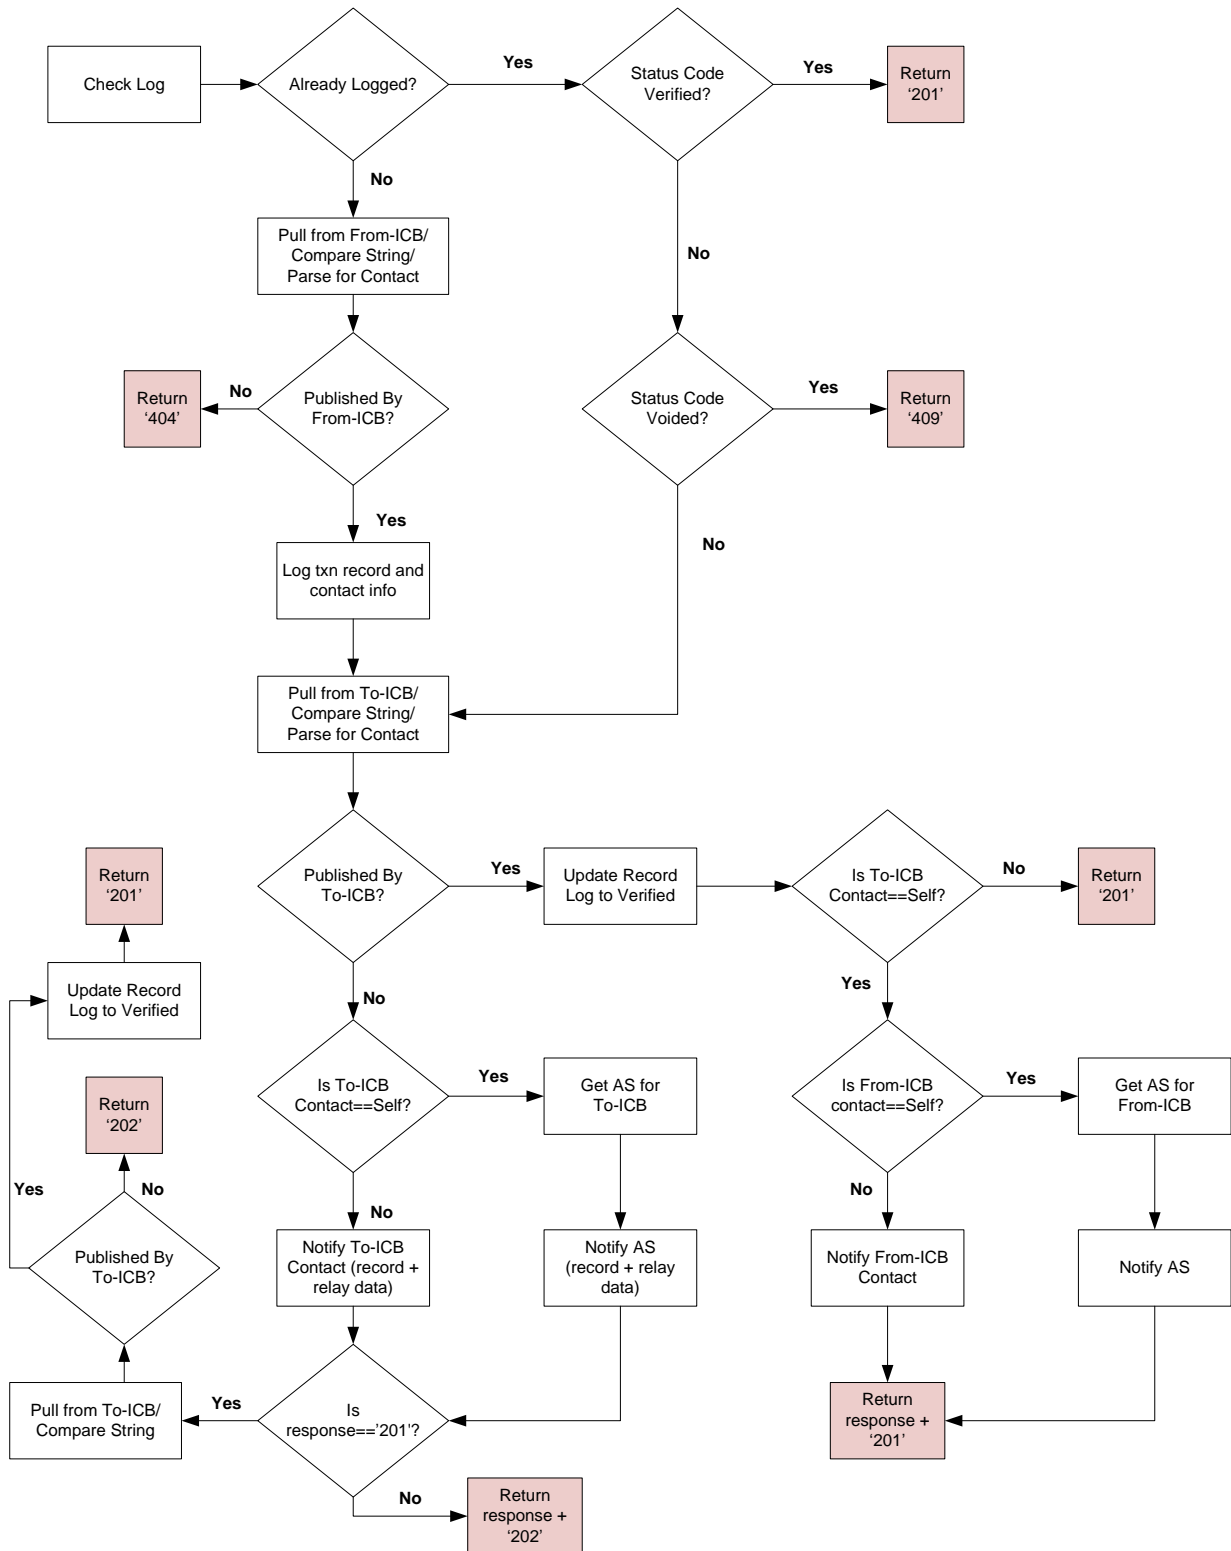 Check Log
Already Logged?
Yes
Status Code
Verified?
Yes
Return
‘201’
No
Pull from From-ICB/
Compare String/
Parse for Contact
No
Return
‘404’
No
Published By
From-ICB?
Status Code
Voided?
Yes
Return
‘409’
Yes
No
Log txn record and
contact info
Pull from To-ICB/
Compare String/
Parse for Contact
Published By
To-ICB?
Yes
Update Record
Log to Verified
Is To-ICB
Contact==Self?
No
Return
‘201’
Return
‘201’
Update Record
Log to Verified
No
Yes
Is To-ICB
Contact==Self?
Yes
Get AS for
To-ICB
Is From-ICB
contact==Self?
Yes
Get AS for
From-ICB
Return
‘202’
Yes
No
No
No
Published By
To-ICB?
Notify To-ICB
Contact (record +
relay data)
Notify AS
(record + relay
data)
Notify From-ICB
Contact
Notify AS
Pull from To-ICB/
Compare String
Yes
Is
response==’201'?
Return
response +
‘201’
No
Return
response +
‘202’